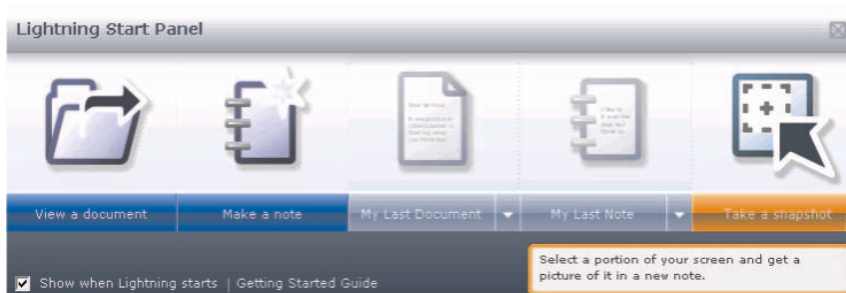 Lightning Start Panel
View a document
Make a note
My Last Document
My Last Note
Take a snapshot
Select a portion of your screen and get a
picture of it in a new note.
Show when Lightning starts | Getting Started Guide